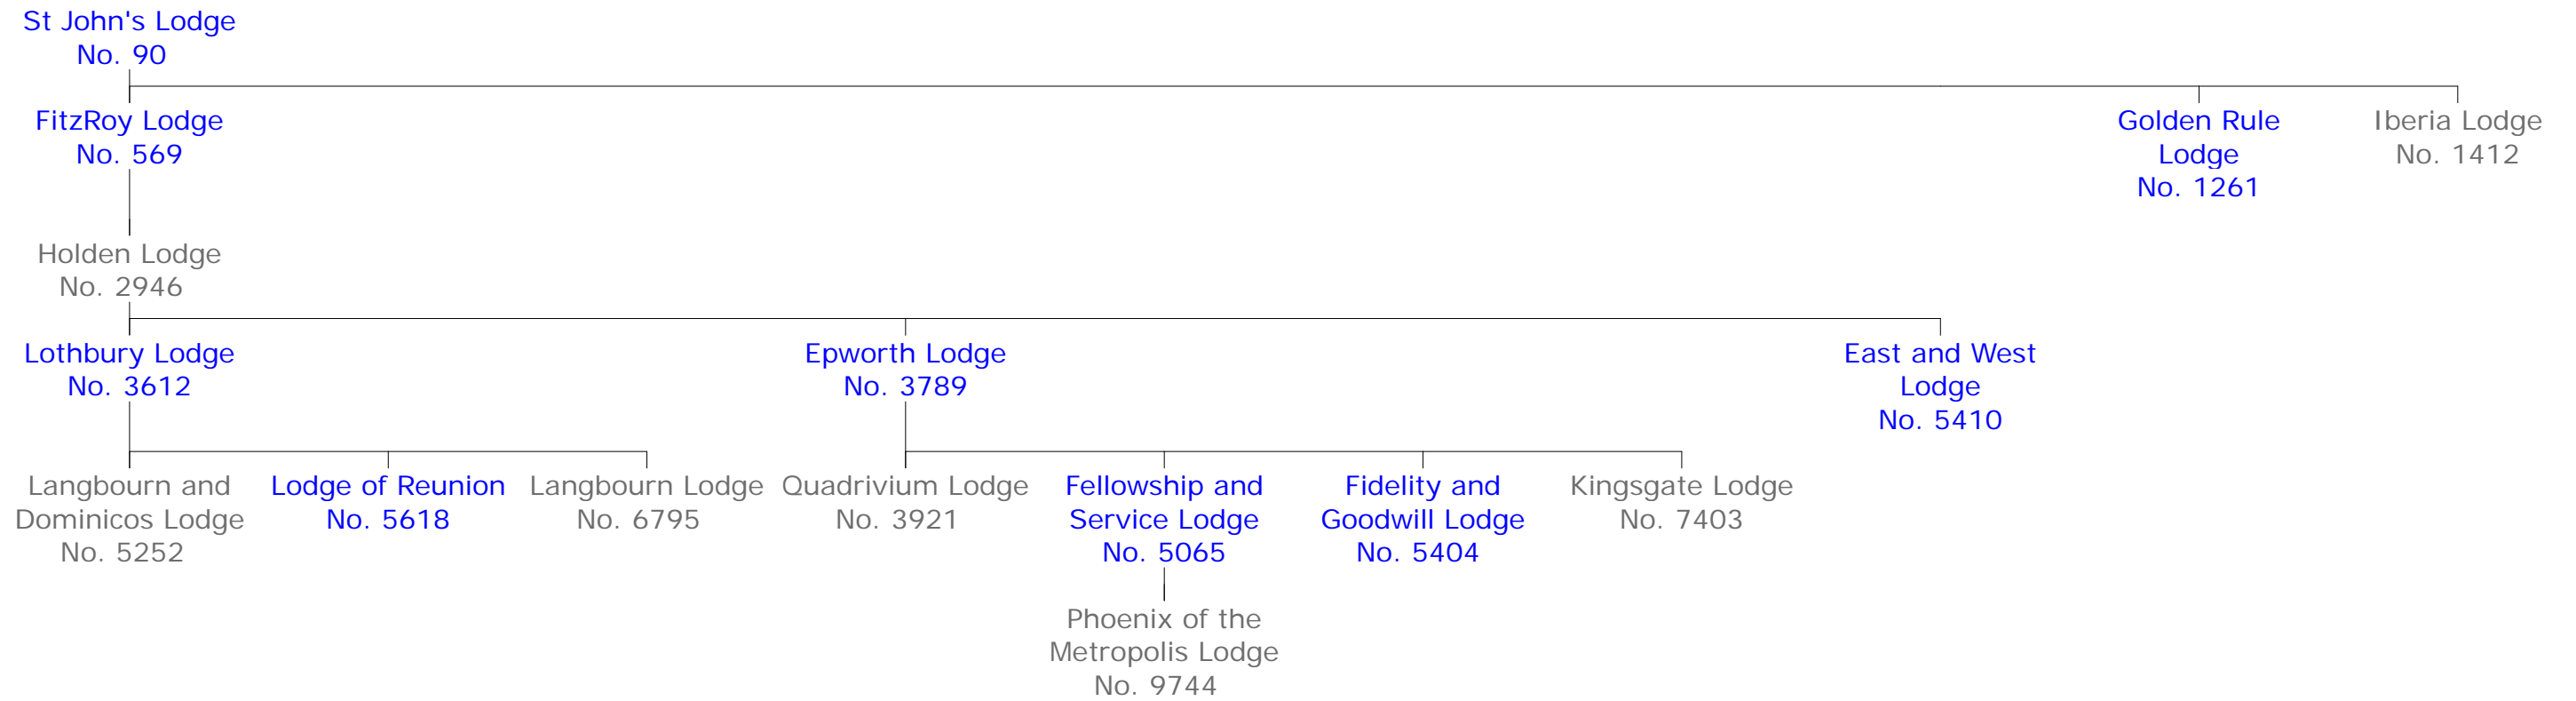 St John's Lodge
No. 90
FitzRoy Lodge
No. 569
Golden Rule
Lodge
No. 1261
Iberia Lodge
No. 1412
Holden Lodge
No. 2946
Lothbury Lodge
No. 3612
Epworth Lodge
No. 3789
East and West
Lodge
No. 5410
Langbourn and
Dominicos Lodge
No. 5252
Lodge of Reunion
No. 5618
Langbourn Lodge
No. 6795
Quadrivium Lodge
No. 3921
Fellowship and
Service Lodge
No. 5065
Fidelity and
Goodwill Lodge
No. 5404
Kingsgate Lodge
No. 7403
Phoenix of the
Metropolis Lodge
No. 9744